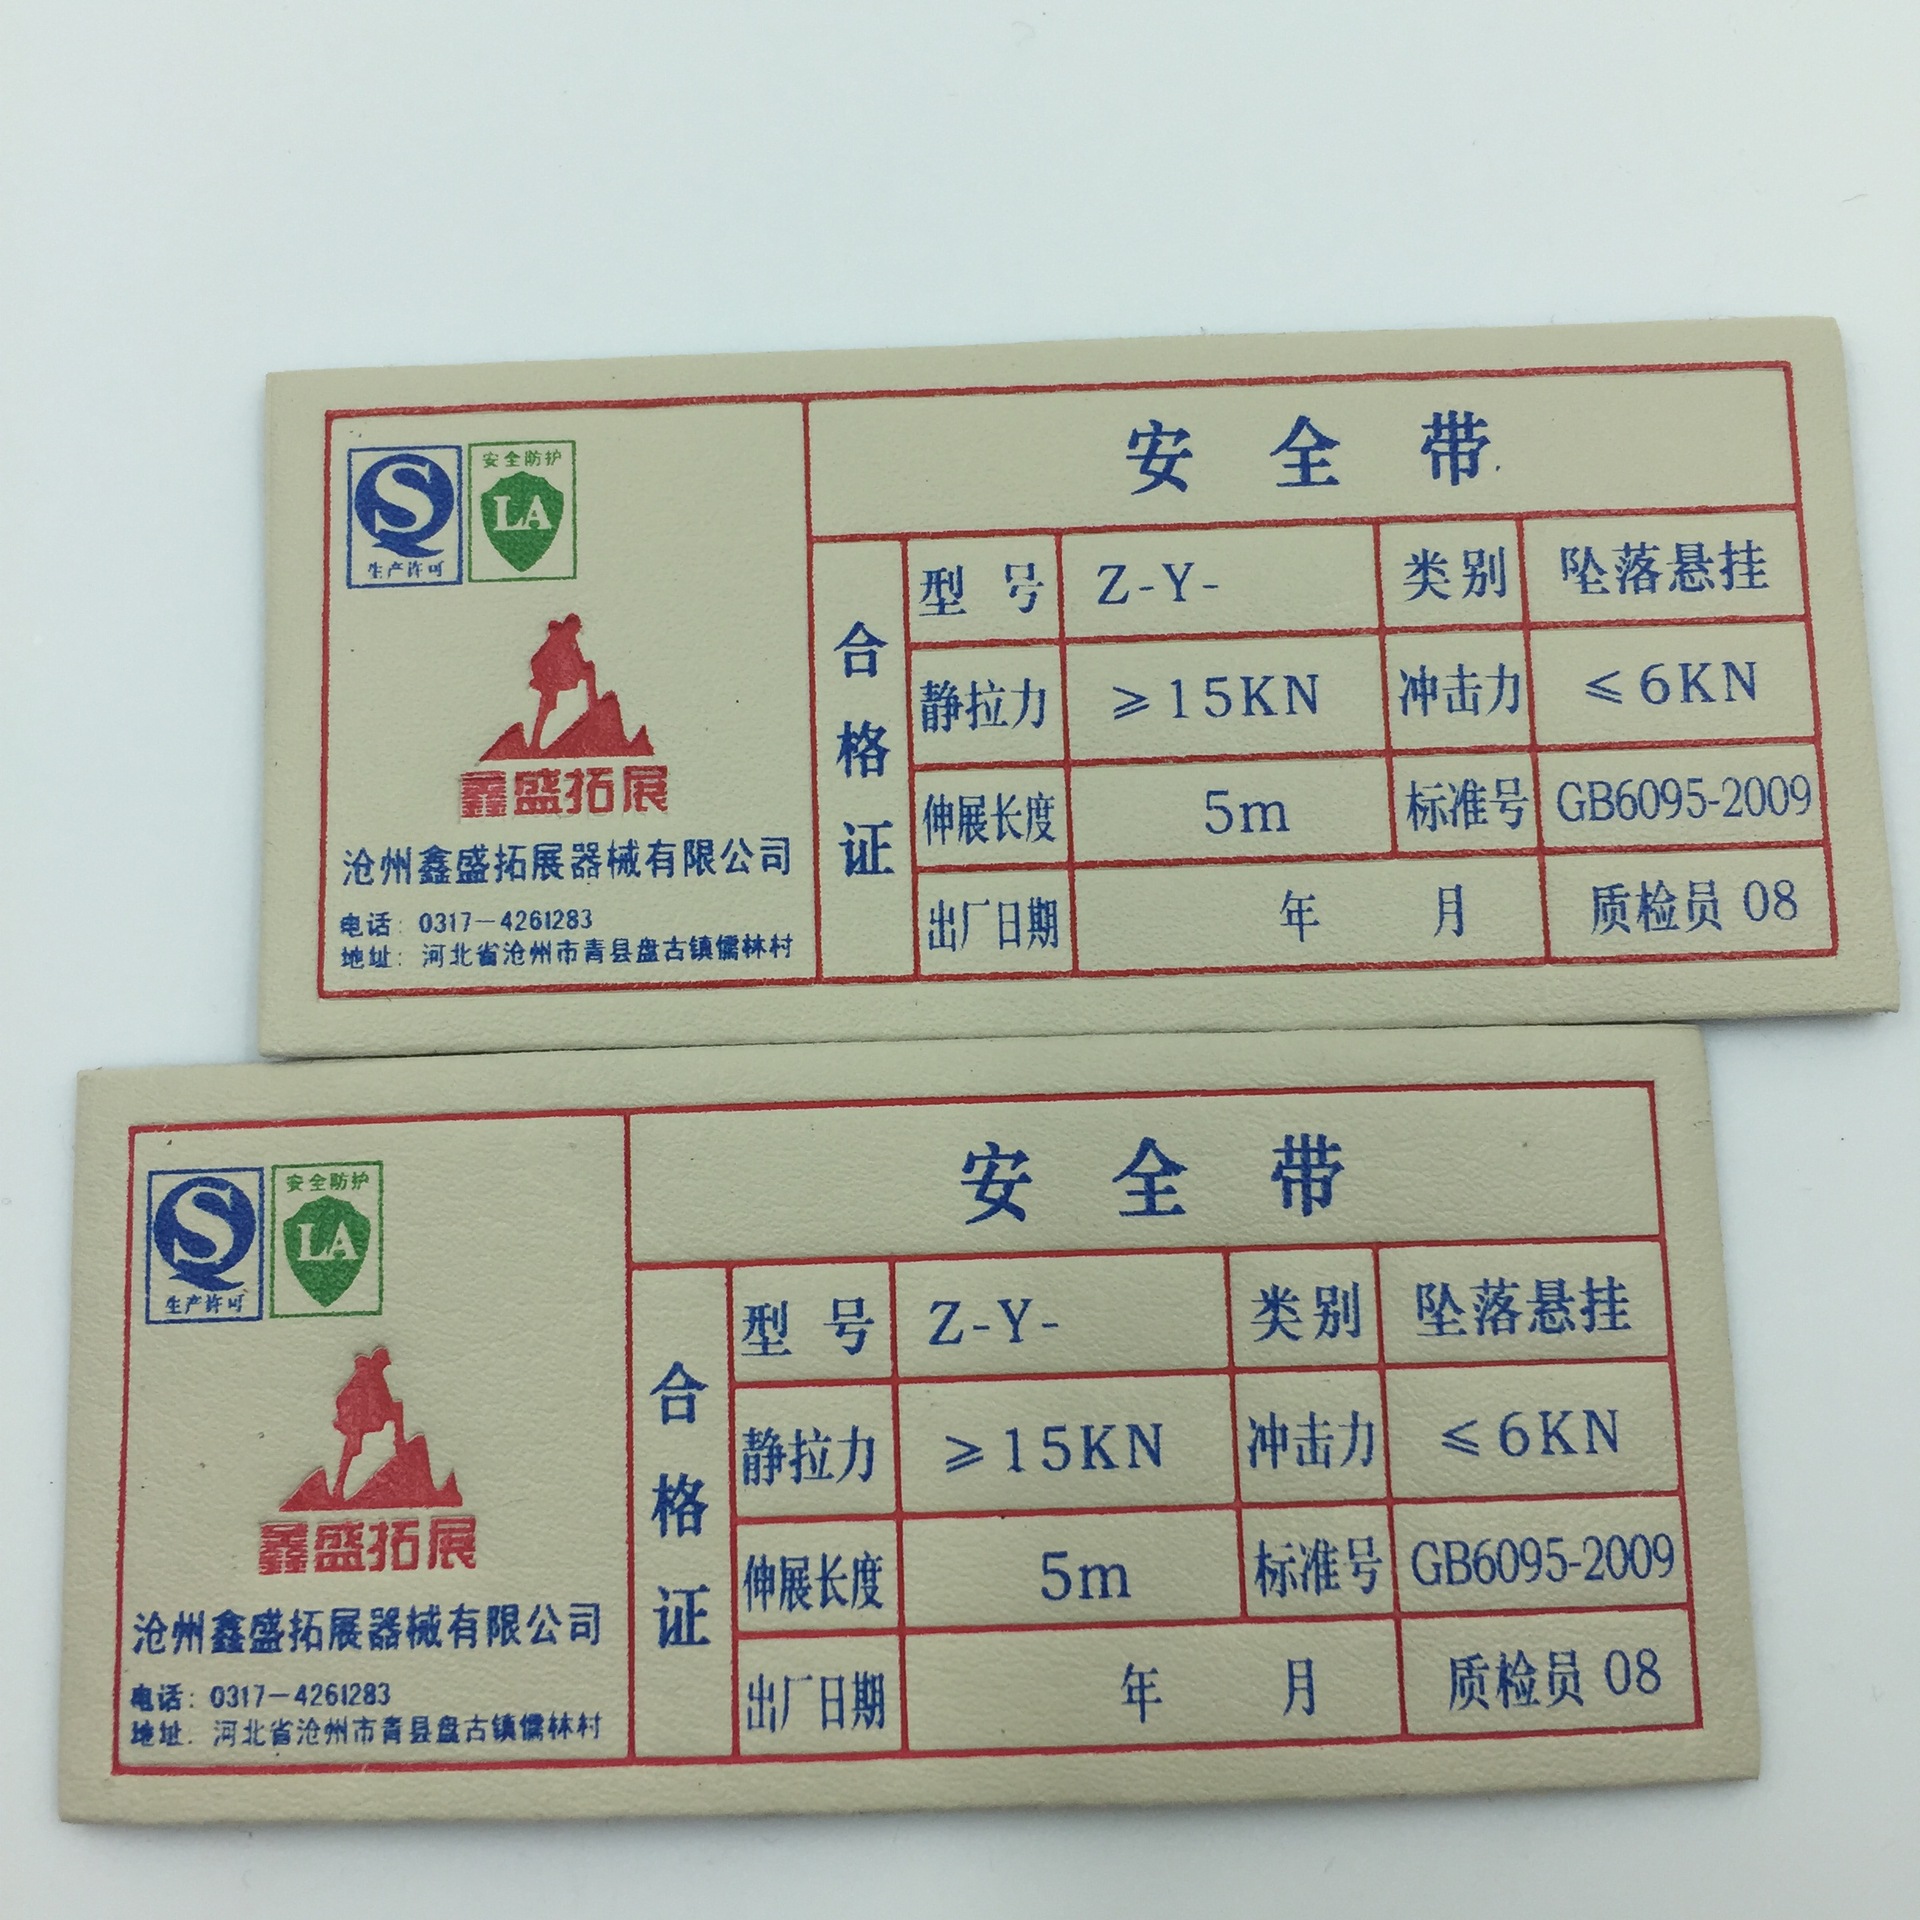 安全防护
LA
生产许可
鑫盛拓展
沧州鑫盛拓展器械有限公司
电话: 0317-4261283
地址: 河北省沧州市青县盘古镇儒林村
安全带
合格证
型号 Z-Y- 类别 坠落悬挂
静拉力 ≥15KN 冲击力 ≤6KN
伸展长度 5m 标准号 GB6095-2009
出厂日期 年 月 质检员 08
安全防护
LA
生产许可
鑫盛拓展
沧州鑫盛拓展器械有限公司
电话: 0317-4261283
地址: 河北省沧州市青县盘古镇儒林村
安全带
合格证
型号 Z-Y- 类别 坠落悬挂
静拉力 ≥15KN 冲击力 ≤6KN
伸展长度 5m 标准号 GB6095-2009
出厂日期 年 月 质检员 08